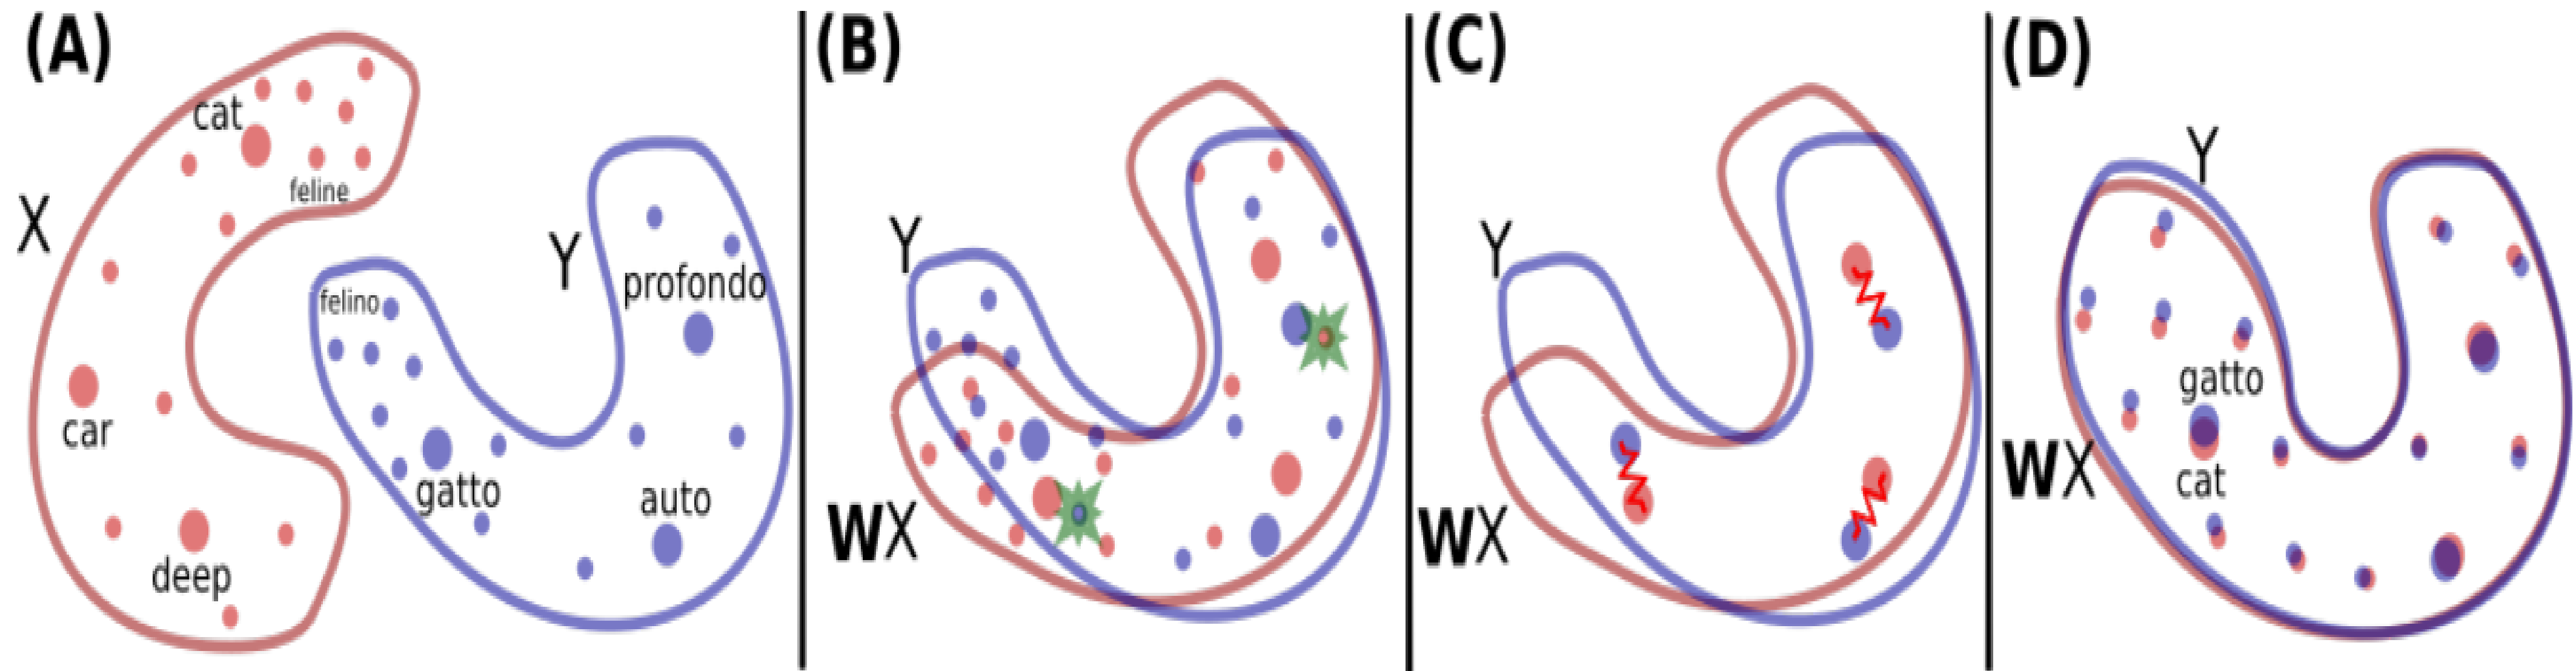 (A)
cat
feline
X
car
deep
Y
felino
profondo
gatto
auto
(B)
Y
WX
(C)
Y
WX
(D)
Y
gatto
WX
cat